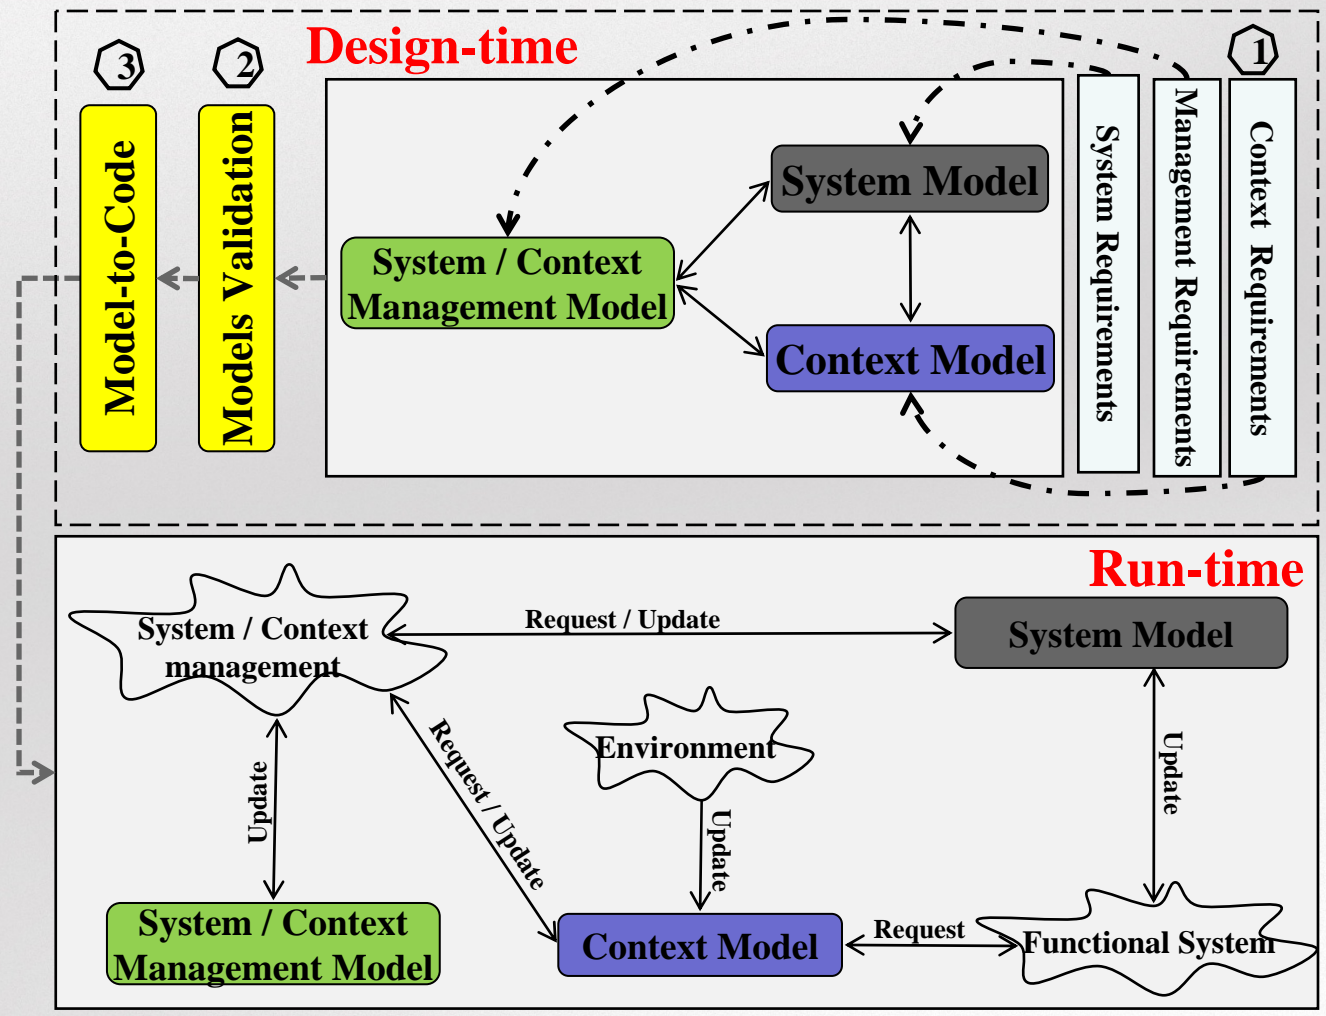 Design-time
3
2
1
Model-to-Code
Models Validation
System / Context
Management Model
System Model
Context Model
System Requirements
Management Requirements
Context Requirements
Run-time
System / Context
management
Request / Update
System Model
Update
Request / Update
Environment
Update
Update
System / Context
Management Model
Context Model
Request
Functional System